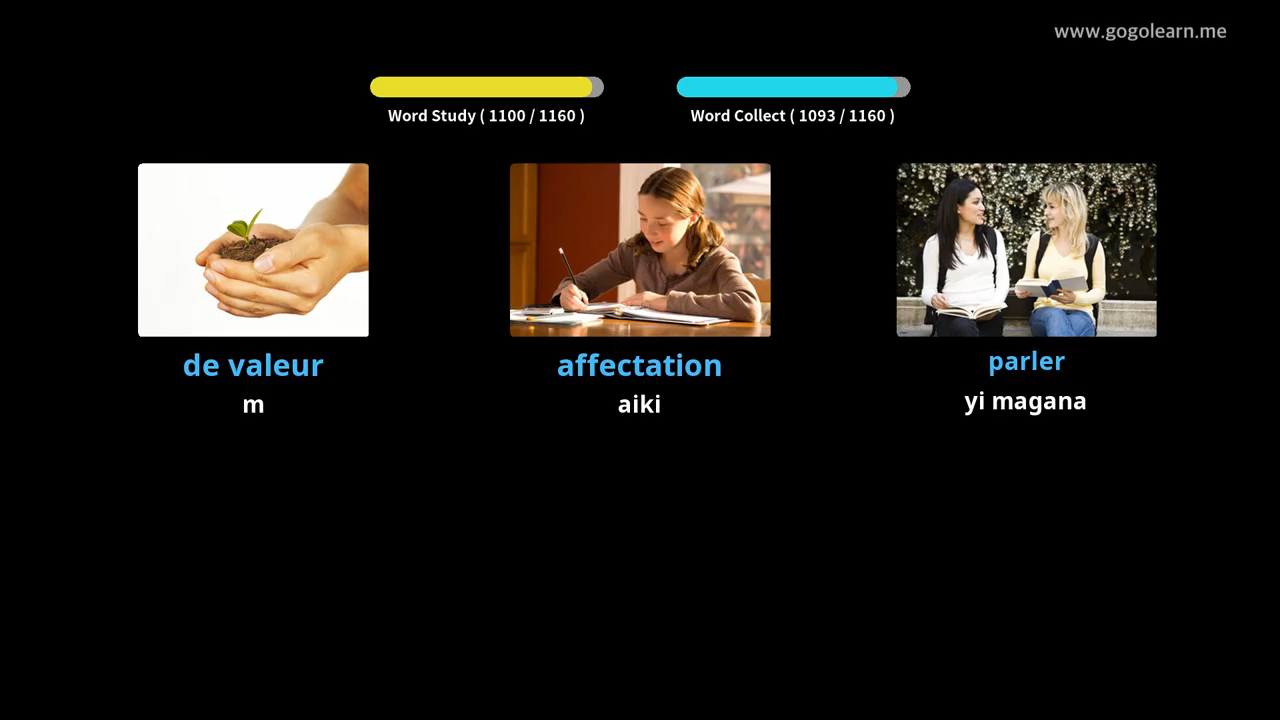 www.gogolearn.me
Word Study ( 1100 / 1160 )
Word Collect ( 1093 / 1160 )
de valeur
m
affectation
aiki
parler
yi magana